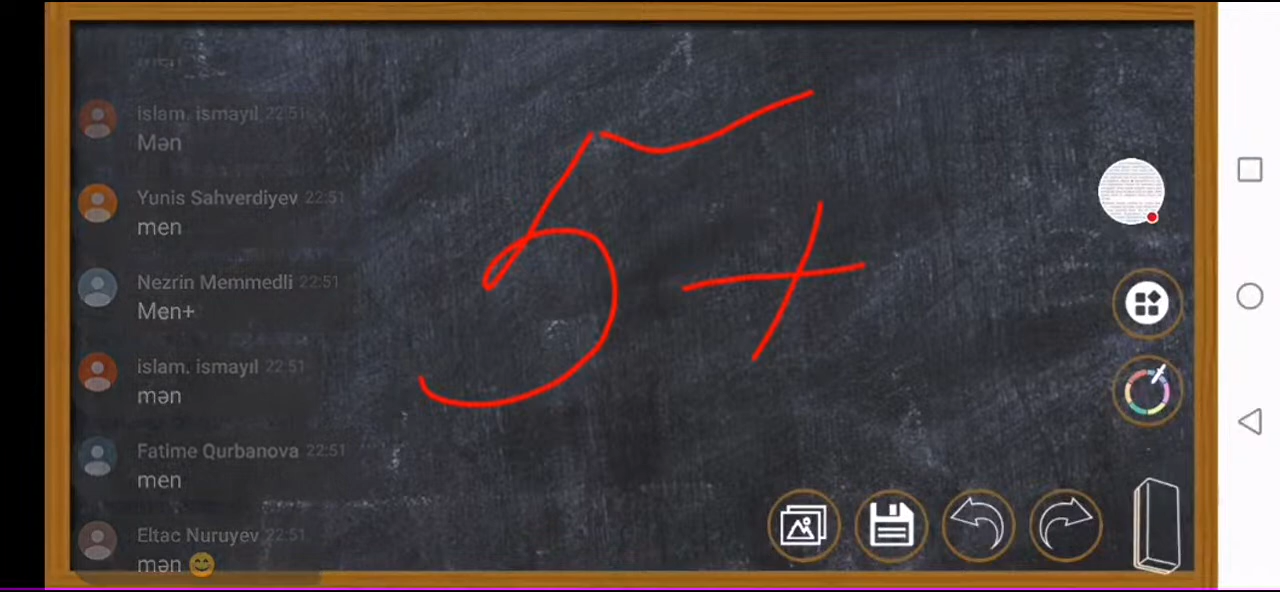 islam. ismayıl 22:51
Mən
Yunis Sahverdiyev 22:51
men
Nezrin Memmedli 22:51
Men+
islam. ismayıl 22:51
mən
Fatime Qurbanova 22:51
men
Eltac Nuruyev 22:51
mən 😊
5+